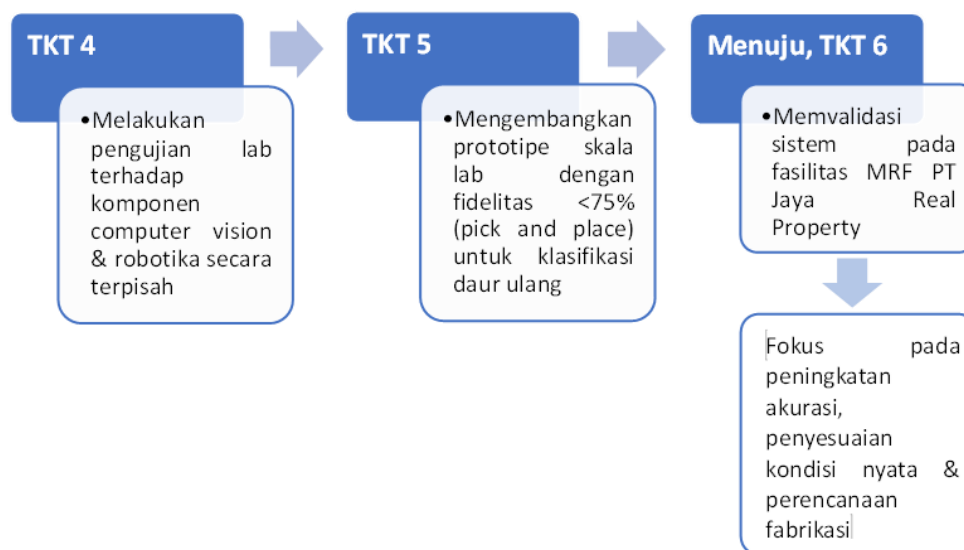 TKT 4
•Melakukan
pengujian lab
terhadap
komponen
computer vision
& robotika secara
terpisah
TKT 5
•Mengembangkan
prototipe skala
lab dengan
fidelitas <75%
(pick and place)
untuk klasifikasi
daur ulang
Menuju, TKT 6
•Memvalidasi
sistem pada
fasilitas MRF PT
Jaya Real
Property
Fokus pada
peningkatan
akurasi,
penyesuaian
kondisi nyata &
perencanaan
fabrikasi